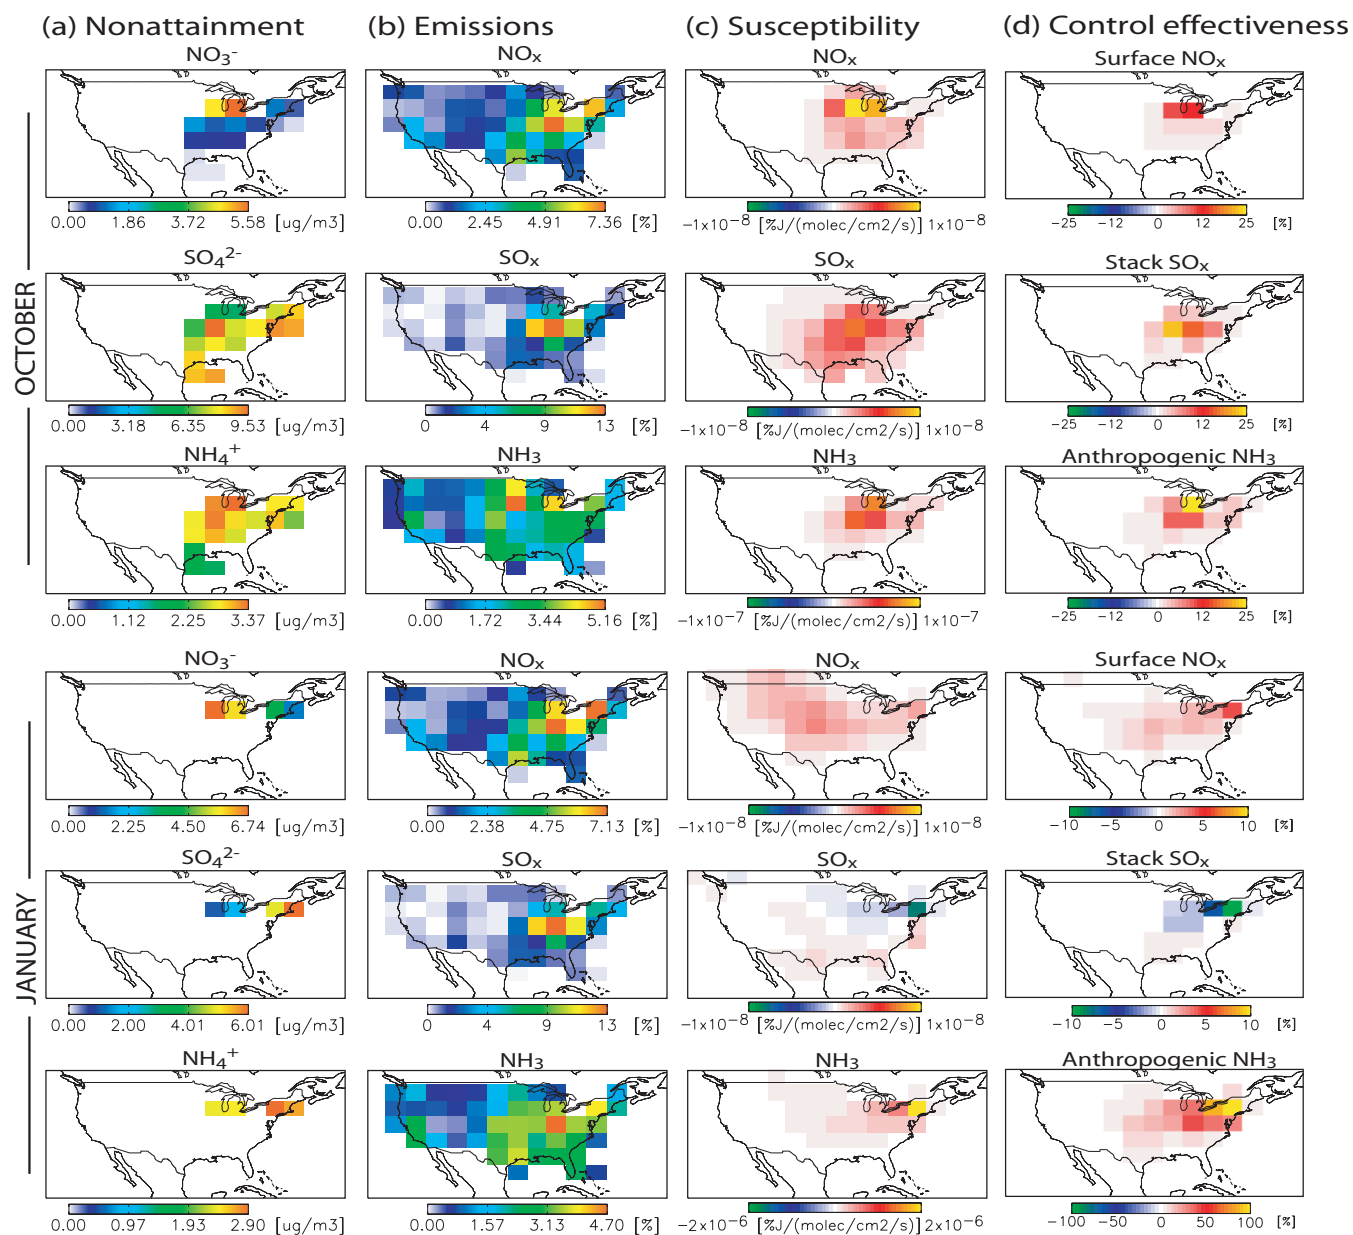 (a) Nonattainment (b) Emissions (c) Susceptibility (d) Control effectiveness
OCTOBER
NO₃⁻ NOₓ NOₓ Surface NOₓ
0.00 1.86 3.72 5.58 [ug/m3] 0.00 2.45 4.91 7.36 [%] −1x10⁻⁸ [%J/(molec/cm2/s)] 1x10⁻⁸ −25 −12 0 12 25 [%]
SO₄²⁻ SOₓ SOₓ Stack SOₓ
0.00 3.18 6.35 9.53 [ug/m3] 0 4 9 13 [%] −1x10⁻⁸ [%J/(molec/cm2/s)] 1x10⁻⁸ −25 −12 0 12 25 [%]
NH₄⁺ NH₃ NH₃ Anthropogenic NH₃
0.00 1.12 2.25 3.37 [ug/m3] 0.00 1.72 3.44 5.16 [%] −1x10⁻⁷ [%J/(molec/cm2/s)] 1x10⁻⁷ −25 −12 0 12 25 [%]
JANUARY
NO₃⁻ NOₓ NOₓ Surface NOₓ
0.00 2.25 4.50 6.74 [ug/m3] 0.00 2.38 4.75 7.13 [%] −1x10⁻⁸ [%J/(molec/cm2/s)] 1x10⁻⁸ −10 −5 0 5 10 [%]
SO₄²⁻ SOₓ SOₓ Stack SOₓ
0.00 2.00 4.01 6.01 [ug/m3] 0 4 9 13 [%] −1x10⁻⁸ [%J/(molec/cm2/s)] 1x10⁻⁸ −10 −5 0 5 10 [%]
NH₄⁺ NH₃ NH₃ Anthropogenic NH₃
0.00 0.97 1.93 2.90 [ug/m3] 0.00 1.57 3.13 4.70 [%] −2x10⁻⁶ [%J/(molec/cm2/s)] 2x10⁻⁶ −100 −50 0 50 100 [%]